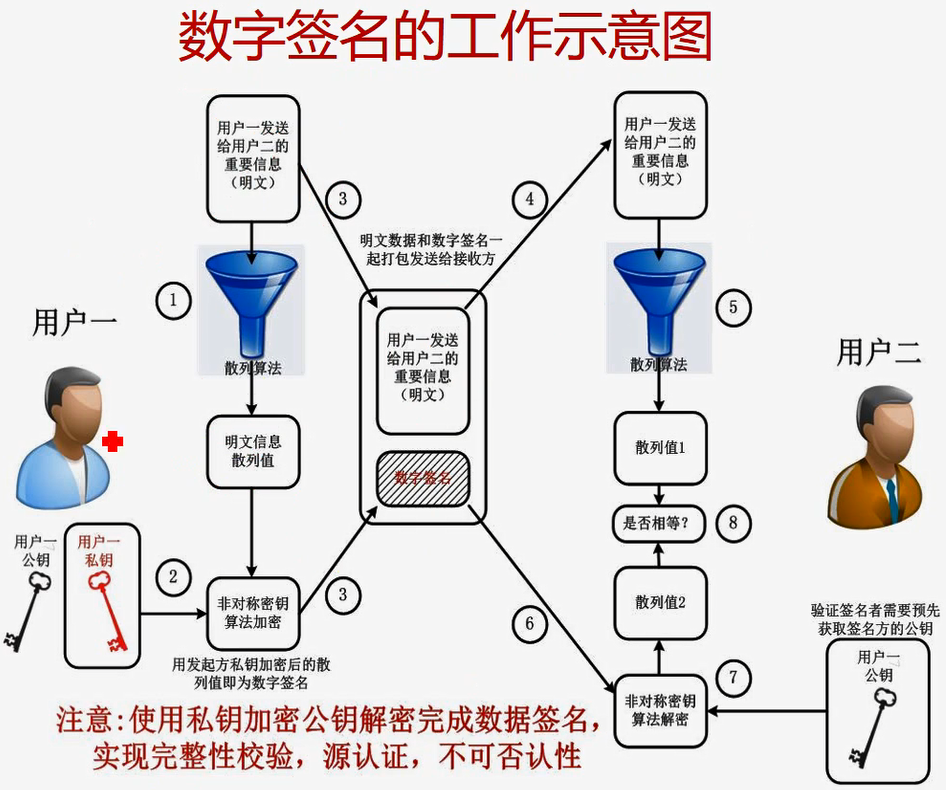 数字签名的工作示意图
用户一发送
给用户二的
重要信息
（明文）
用户一发送
给用户二的
重要信息
（明文）
3
4
明文数据和数字签名一
起打包发送给接收方
1
5
用户一
用户一发送
给用户二的
重要信息
（明文）
用户二
散列算法
散列算法
明文信息
散列值
散列值1
数字签名
是否相等?
8
用户一
公钥
用户一
私钥
2
非对称密钥
算法加密
3
散列值2
6
验证签名者需要预先
获取签名方的公钥
用户一
公钥
用发起方私钥加密后的散
列值即为数字签名
7
非对称密钥
算法解密
注意:使用私钥加密公钥解密完成数据签名，
实现完整性校验，源认证，不可否认性